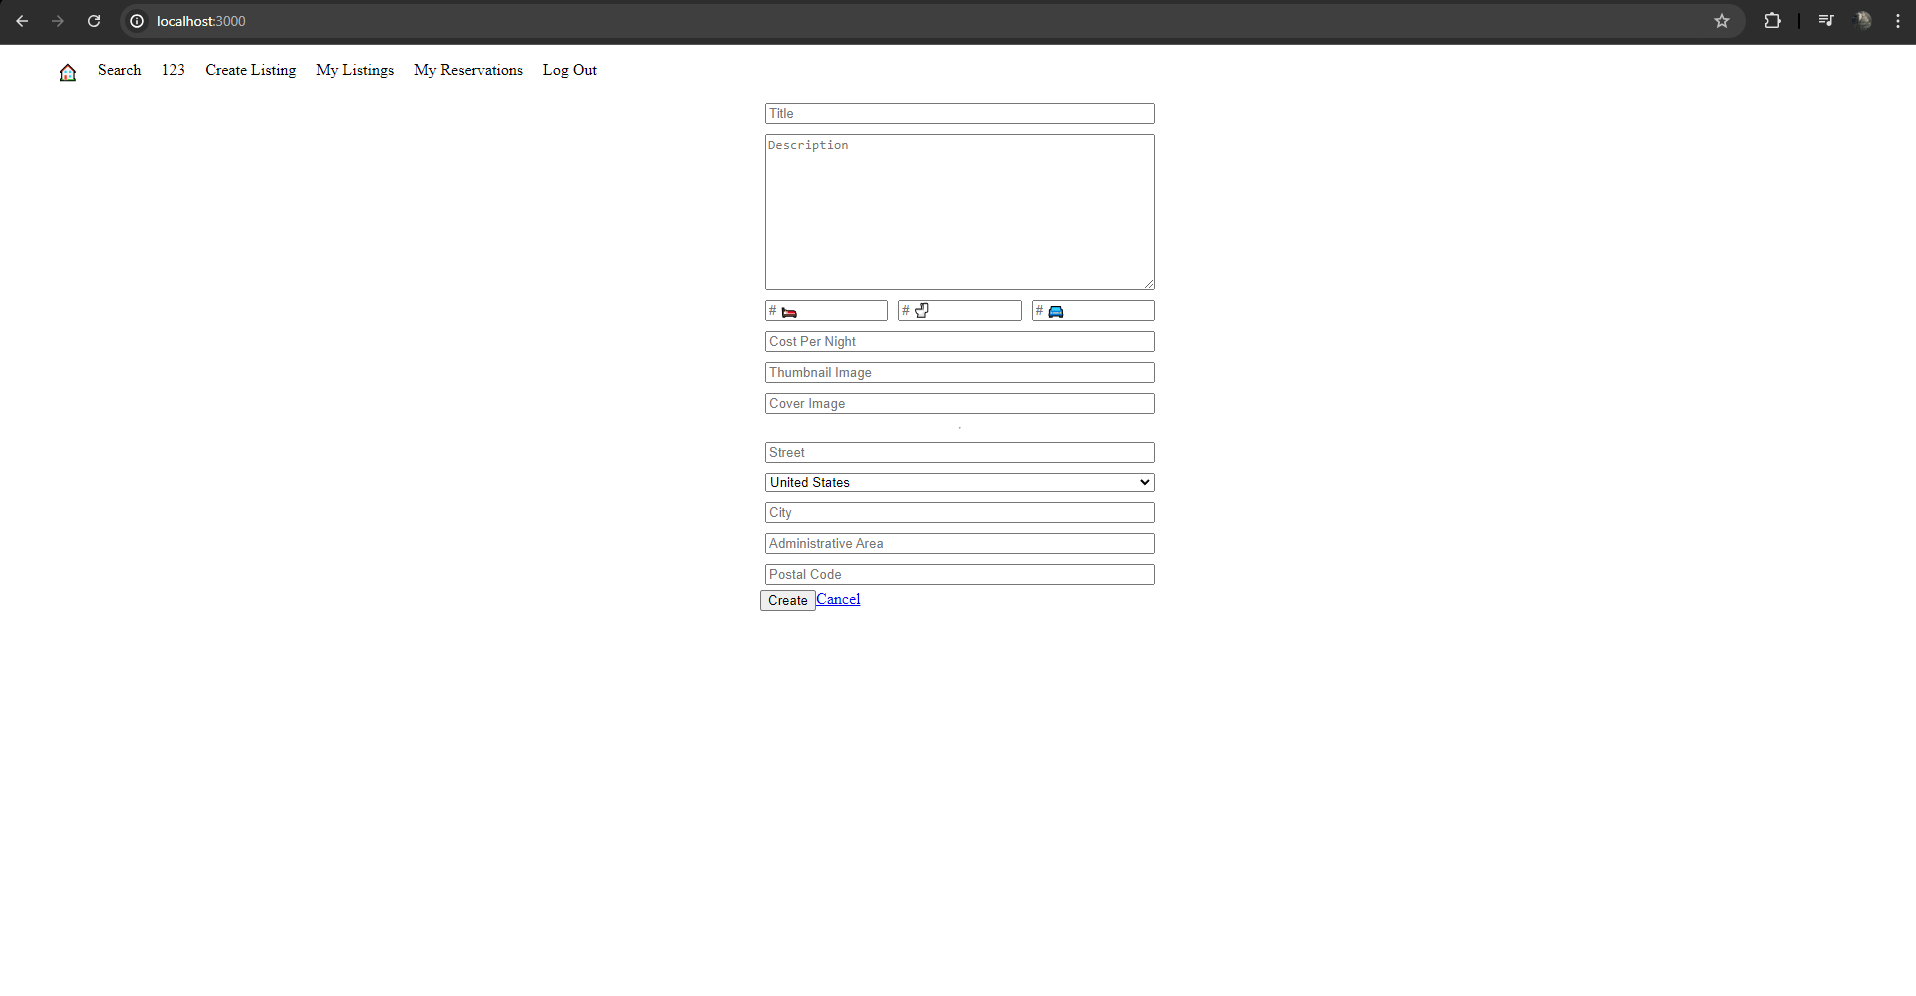 localhost:3000
Search 123 Create Listing My Listings My Reservations Log Out
Title
Description
# # #
Cost Per Night
Thumbnail Image
Cover Image
Street
United States
City
Administrative Area
Postal Code
Create Cancel